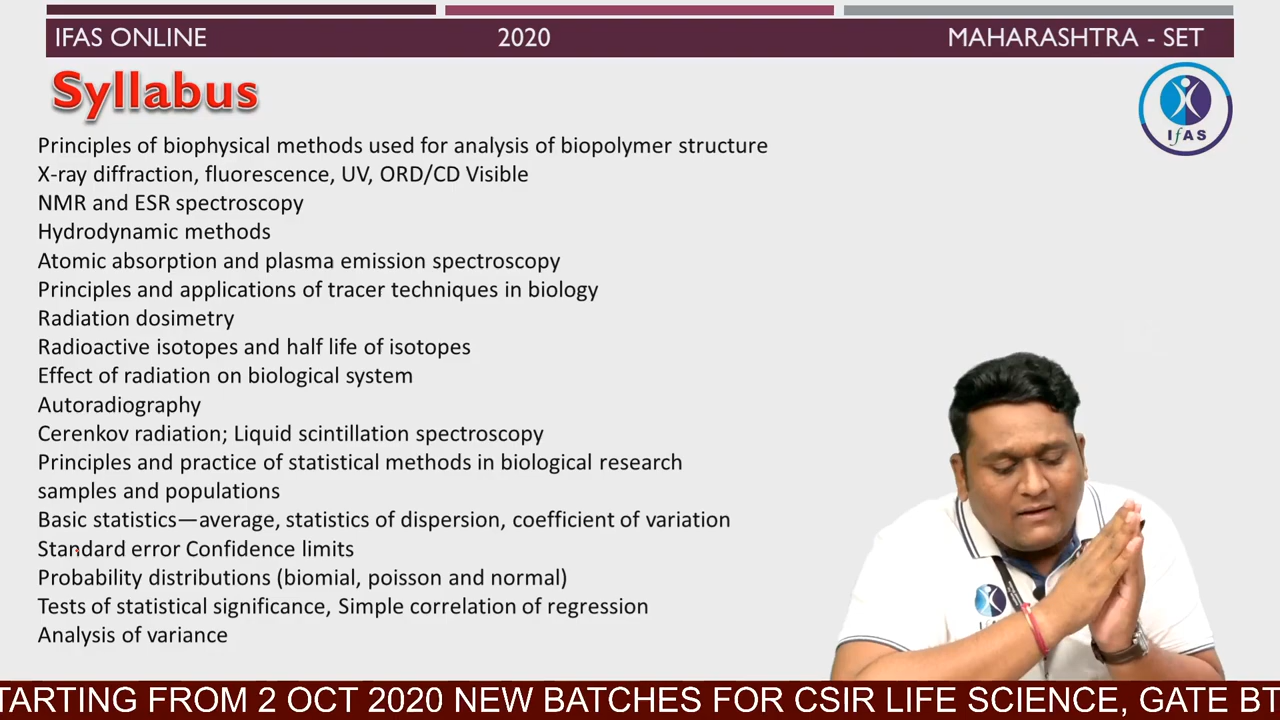 IFAS ONLINE 2020 MAHARASHTRA - SET
Syllabus
IfAS
Principles of biophysical methods used for analysis of biopolymer structure
X-ray diffraction, fluorescence, UV, ORD/CD Visible
NMR and ESR spectroscopy
Hydrodynamic methods
Atomic absorption and plasma emission spectroscopy
Principles and applications of tracer techniques in biology
Radiation dosimetry
Radioactive isotopes and half life of isotopes
Effect of radiation on biological system
Autoradiography
Cerenkov radiation; Liquid scintillation spectroscopy
Principles and practice of statistical methods in biological research
samples and populations
Basic statistics—average, statistics of dispersion, coefficient of variation
Standard error Confidence limits
Probability distributions (biomial, poisson and normal)
Tests of statistical significance, Simple correlation of regression
Analysis of variance
TARTING FROM 2 OCT 2020 NEW BATCHES FOR CSIR LIFE SCIENCE, GATE BT